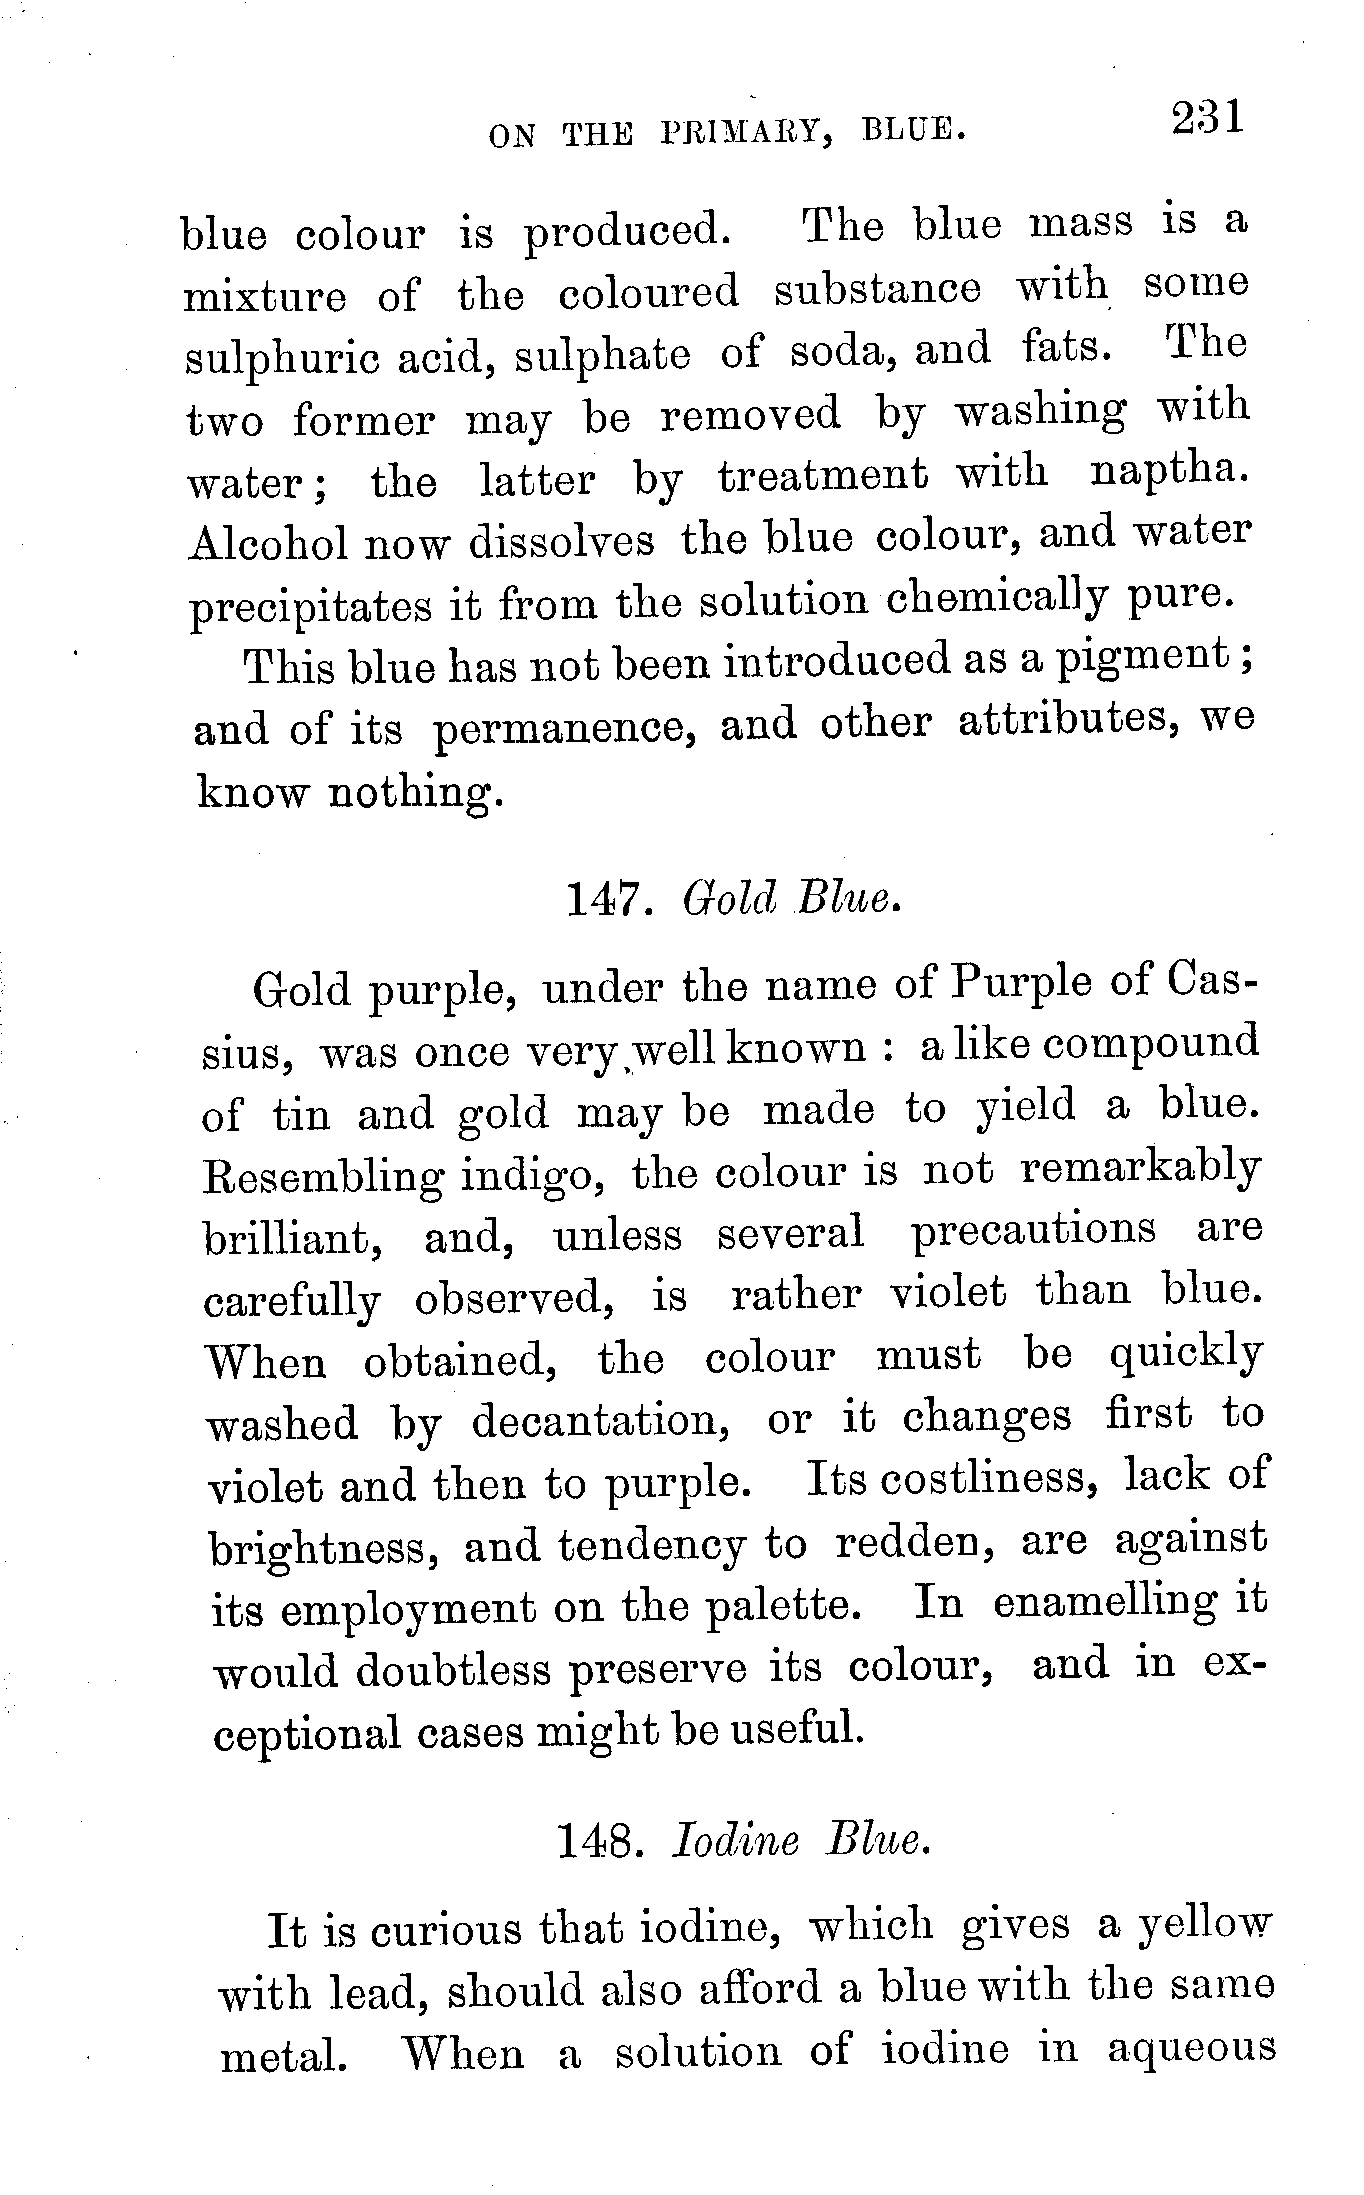 ON THE PRIMARY, BLUE. 231
blue colour is produced. The blue mass is a
mixture of the coloured substance with some
sulphuric acid, sulphate of soda, and fats. The
two former may be removed by washing with
water; the latter by treatment with naptha.
Alcohol now dissolves the blue colour, and water
precipitates it from the solution chemically pure.
This blue has not been introduced as a pigment;
and of its permanence, and other attributes, we
know nothing.
147. Gold Blue.
Gold purple, under the name of Purple of Cas-
sius, was once very well known : a like compound
of tin and gold may be made to yield a blue.
Resembling indigo, the colour is not remarkably
brilliant, and, unless several precautions are
carefully observed, is rather violet than blue.
When obtained, the colour must be quickly
washed by decantation, or it changes first to
violet and then to purple. Its costliness, lack of
brightness, and tendency to redden, are against
its employment on the palette. In enamelling it
would doubtless preserve its colour, and in ex-
ceptional cases might be useful.
148. Iodine Blue.
It is curious that iodine, which gives a yellow
with lead, should also afford a blue with the same
metal. When a solution of iodine in aqueous